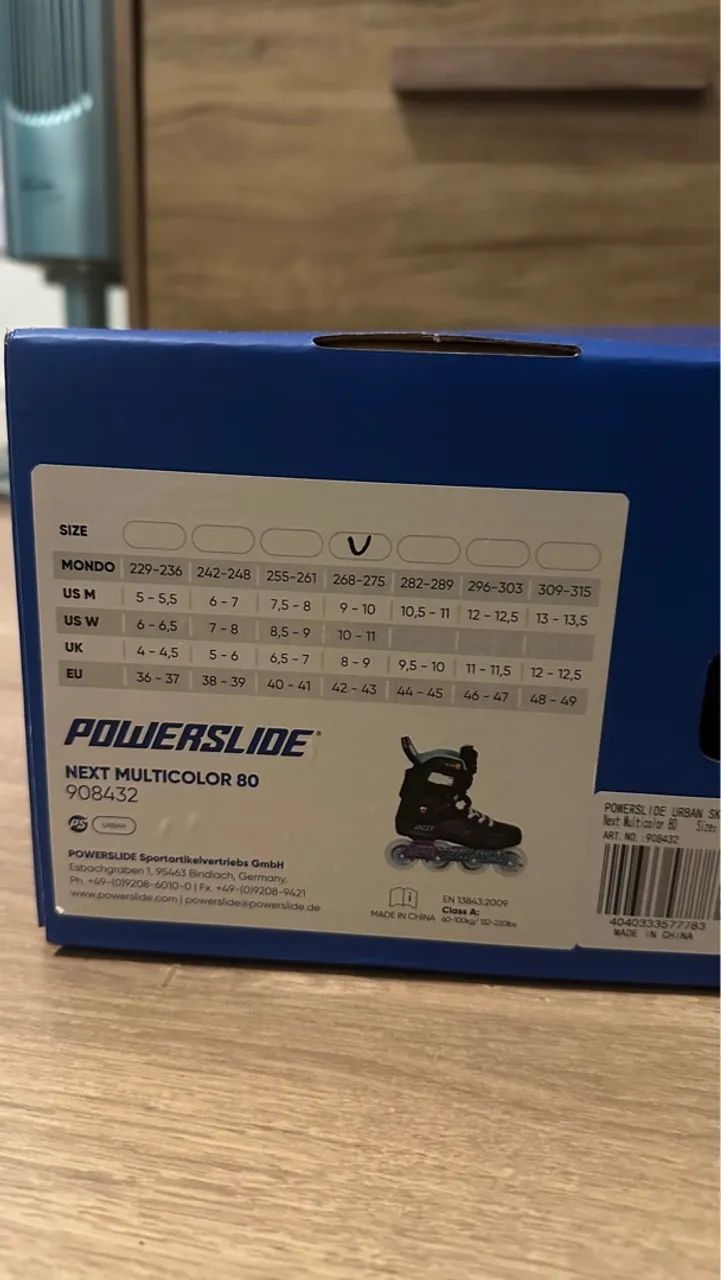 SIZE
MONDO 229-236 242-248 255-261 268-275 282-289 296-303 309-315
US M 5 - 5,5 6 - 7 7,5 - 8 9 - 10 10,5 - 11 12 - 12,5 13 - 13,5
US W 6 - 6,5 7 - 8 8,5 - 9 10 - 11
UK 4 - 4,5 5 - 6 6,5 - 7 8 - 9 9,5 - 10 11 - 11,5 12 - 12,5
EU 36 - 37 38 - 39 40 - 41 42 - 43 44 - 45 46 - 47 48 - 49
POWERSLIDE
NEXT MULTICOLOR 80
908432
PS URBAN
POWERSLIDE Sportartikelvertriebs GmbH
Esbachgraben 1, 95463 Bindlach, Germany,
Ph. +49-(0)9208-6010-0 | Fx. +49-(0)9208-9421
www.powerslide.com | powerslide@powerslide.de
MADE IN CHINA
EN 13843:2009
Class A:
60-100kg/ 132-220lbs
POWERSLIDE URBAN SK
Next Multicolor 80 Size:
ART. NO. :908432
4040333577783
MADE IN CHINA